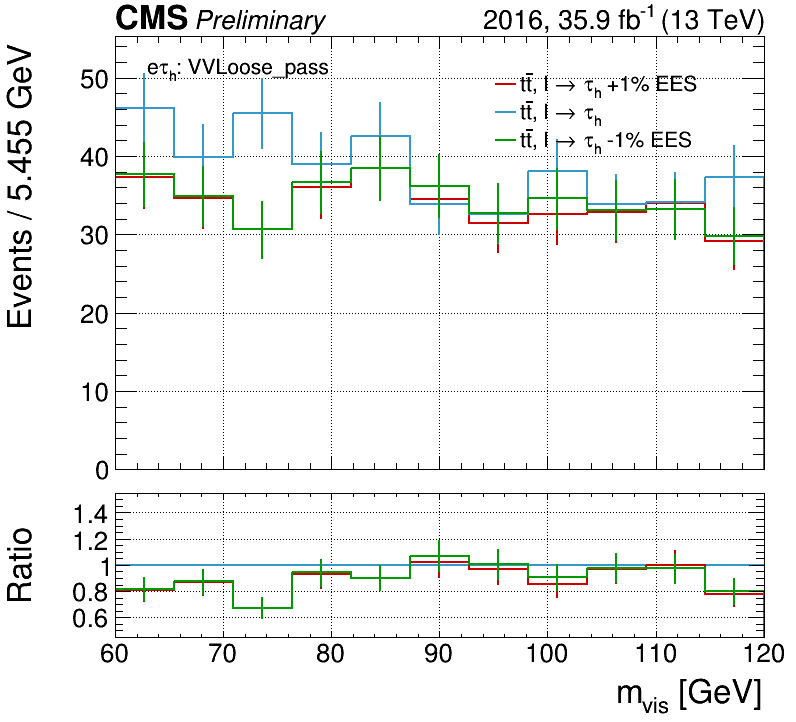 CMS Preliminary 2016, 35.9 fb⁻¹ (13 TeV)
eτₕ: VVLoose_pass
tt̄, l → τₕ +1% EES
tt̄, l → τₕ
tt̄, l → τₕ -1% EES
Events / 5.455 GeV
50
40
30
20
10
0
Ratio
1.4
1.2
1
0.8
0.6
60 70 80 90 100 110 120
m_vis [GeV]